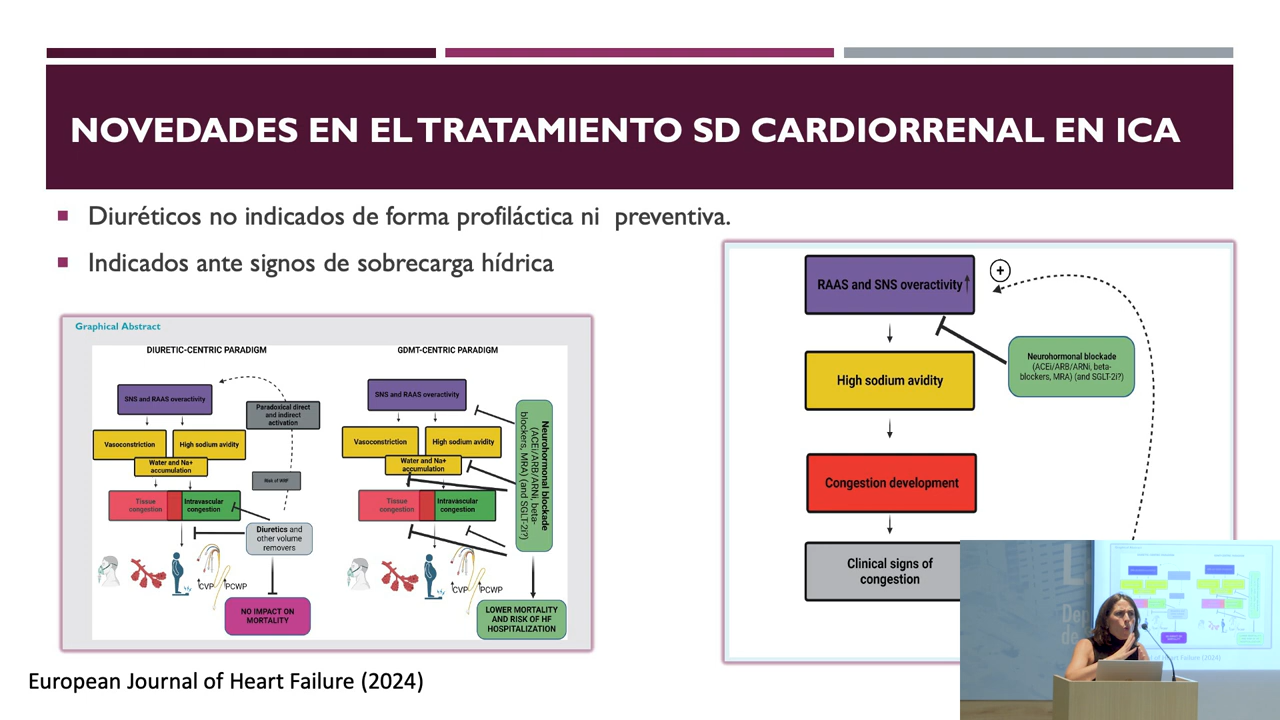 NOVEDADES EN EL TRATAMIENTO SD CARDIORRENAL EN ICA
Diuréticos no indicados de forma profiláctica ni preventiva.
Indicados ante signos de sobrecarga hídrica
Graphical Abstract
DIURETIC-CENTRIC PARADIGM
SNS and RAAS overactivity
Paradoxical direct
and indirect
activation
Vasoconstriction
High sodium avidity
Water and Na+
accumulation
Risk of WRF
Tissue
congestion
Intravascular
congestion
Diuretics and
other volume
removers
CVP
PCWP
NO IMPACT ON
MORTALITY
GDMT-CENTRIC PARADIGM
SNS and RAAS overactivity
Vasoconstriction
High sodium avidity
Water and Na+
accumulation
Tissue
congestion
Intravascular
congestion
Neurohormonal blockade
(ACEi/ARB/ARNi, beta-
blockers, MRA) (and SGLT-2i?)
CVP
PCWP
LOWER MORTALITY
AND RISK OF HF
HOSPITALIZATION
RAAS and SNS overactivity
+
Neurohormonal blockade
(ACEi/ARB/ARNi, beta-
blockers, MRA) (and SGLT-2i?)
High sodium avidity
Congestion development
Clinical signs of
congestion
European Journal of Heart Failure (2024)